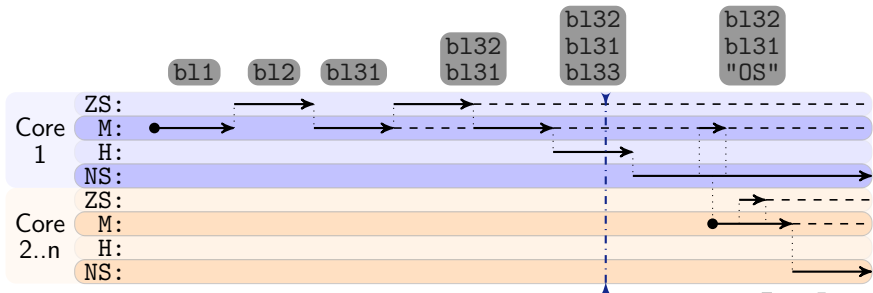 bl1
bl2
bl31
bl32
bl31
bl32
bl31
bl33
bl32
bl31
"OS"
Core
1
ZS:
M:
H:
NS:
Core
2..n
ZS:
M:
H:
NS: